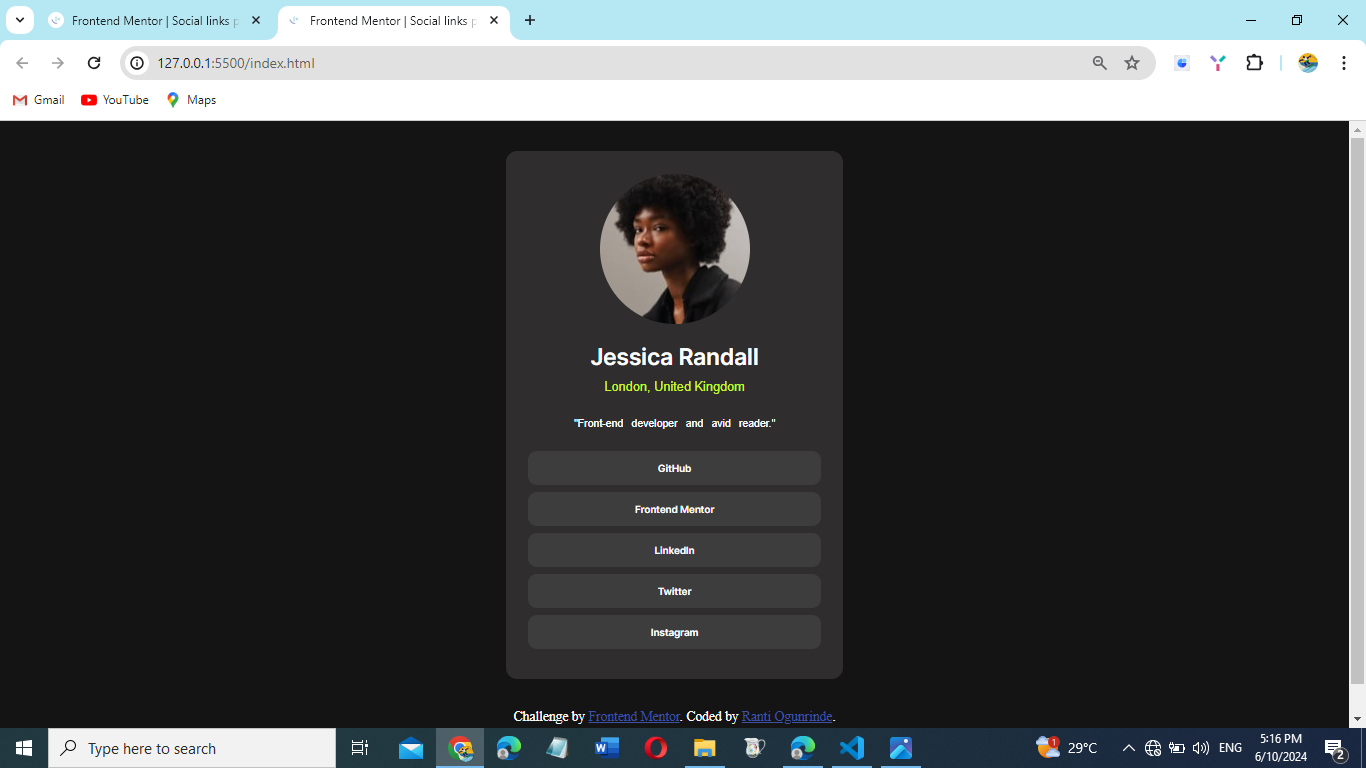 Frontend Mentor | Social links p
Frontend Mentor | Social links p
127.0.0.1:5500/index.html
Gmail
YouTube
Maps
Jessica Randall
London, United Kingdom
"Front-end developer and avid reader."
GitHub
Frontend Mentor
LinkedIn
Twitter
Instagram
Challenge by Frontend Mentor. Coded by Ranti Ogunrinde.
Type here to search
1
29°C
ENG
5:16 PM
6/10/2024
2